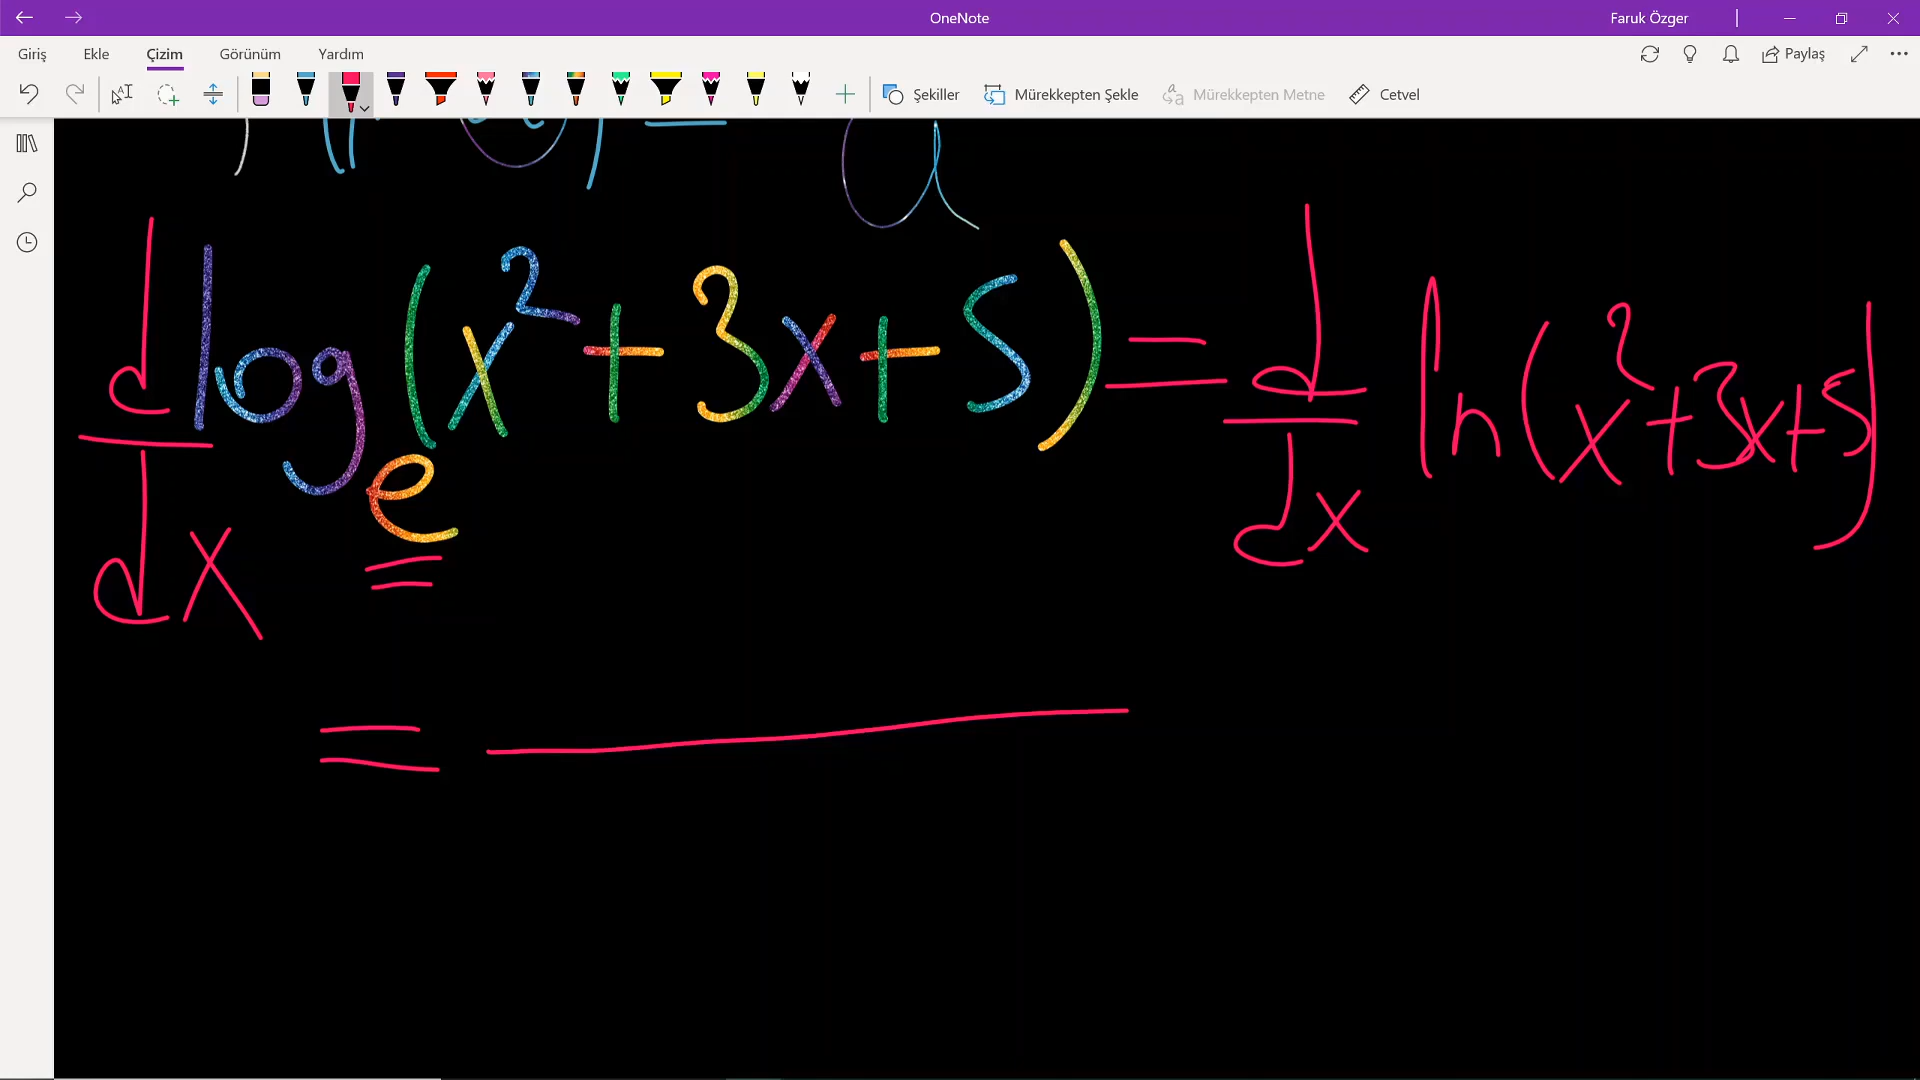 OneNote
Faruk Özger
Giriş Ekle Çizim Görünüm Yardım
Paylaş
Şekiller Mürekkepten Şekle Mürekkepten Metne Cetvel
d/dx log_e (x²+3x+5) = d/dx ln(x²+3x+5)
=